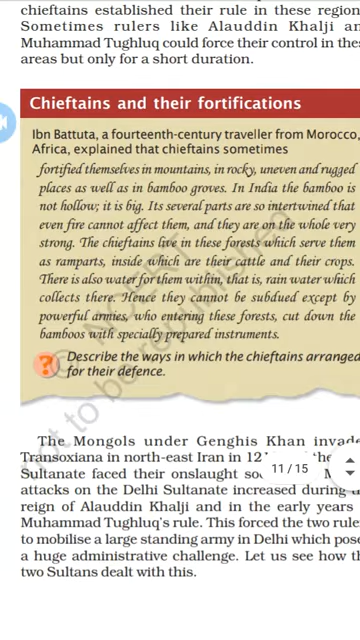 chieftains established their rule in these region
Sometimes rulers like Alauddin Khalji an
Muhammad Tughluq could force their control in thes
areas but only for a short duration.
Chieftains and their fortifications
Ibn Battuta, a fourteenth-century traveller from Morocco,
Africa, explained that chieftains sometimes
fortified themselves in mountains, in rocky, uneven and rugged
places as well as in bamboo groves. In India the bamboo is
not hollow; it is big. Its several parts are so intertwined that
even fire cannot affect them, and they are on the whole very
strong. The chieftains live in these forests which serve them
as ramparts, inside which are their cattle and their crops.
There is also water for them within, that is, rain water which
collects there. Hence they cannot be subdued except by
powerful armies, who entering these forests, cut down the
bamboos with specially prepared instruments.
? Describe the ways in which the chieftains arranged
for their defence.
The Mongols under Genghis Khan invade
Transoxiana in north-east Iran in 121 the
Sultanate faced their onslaught so M
attacks on the Delhi Sultanate increased during t
reign of Alauddin Khalji and in the early years
Muhammad Tughluq's rule. This forced the two rule
to mobilise a large standing army in Delhi which pose
a huge administrative challenge. Let us see how th
two Sultans dealt with this.
11 / 15
© NCERT
not to be republished